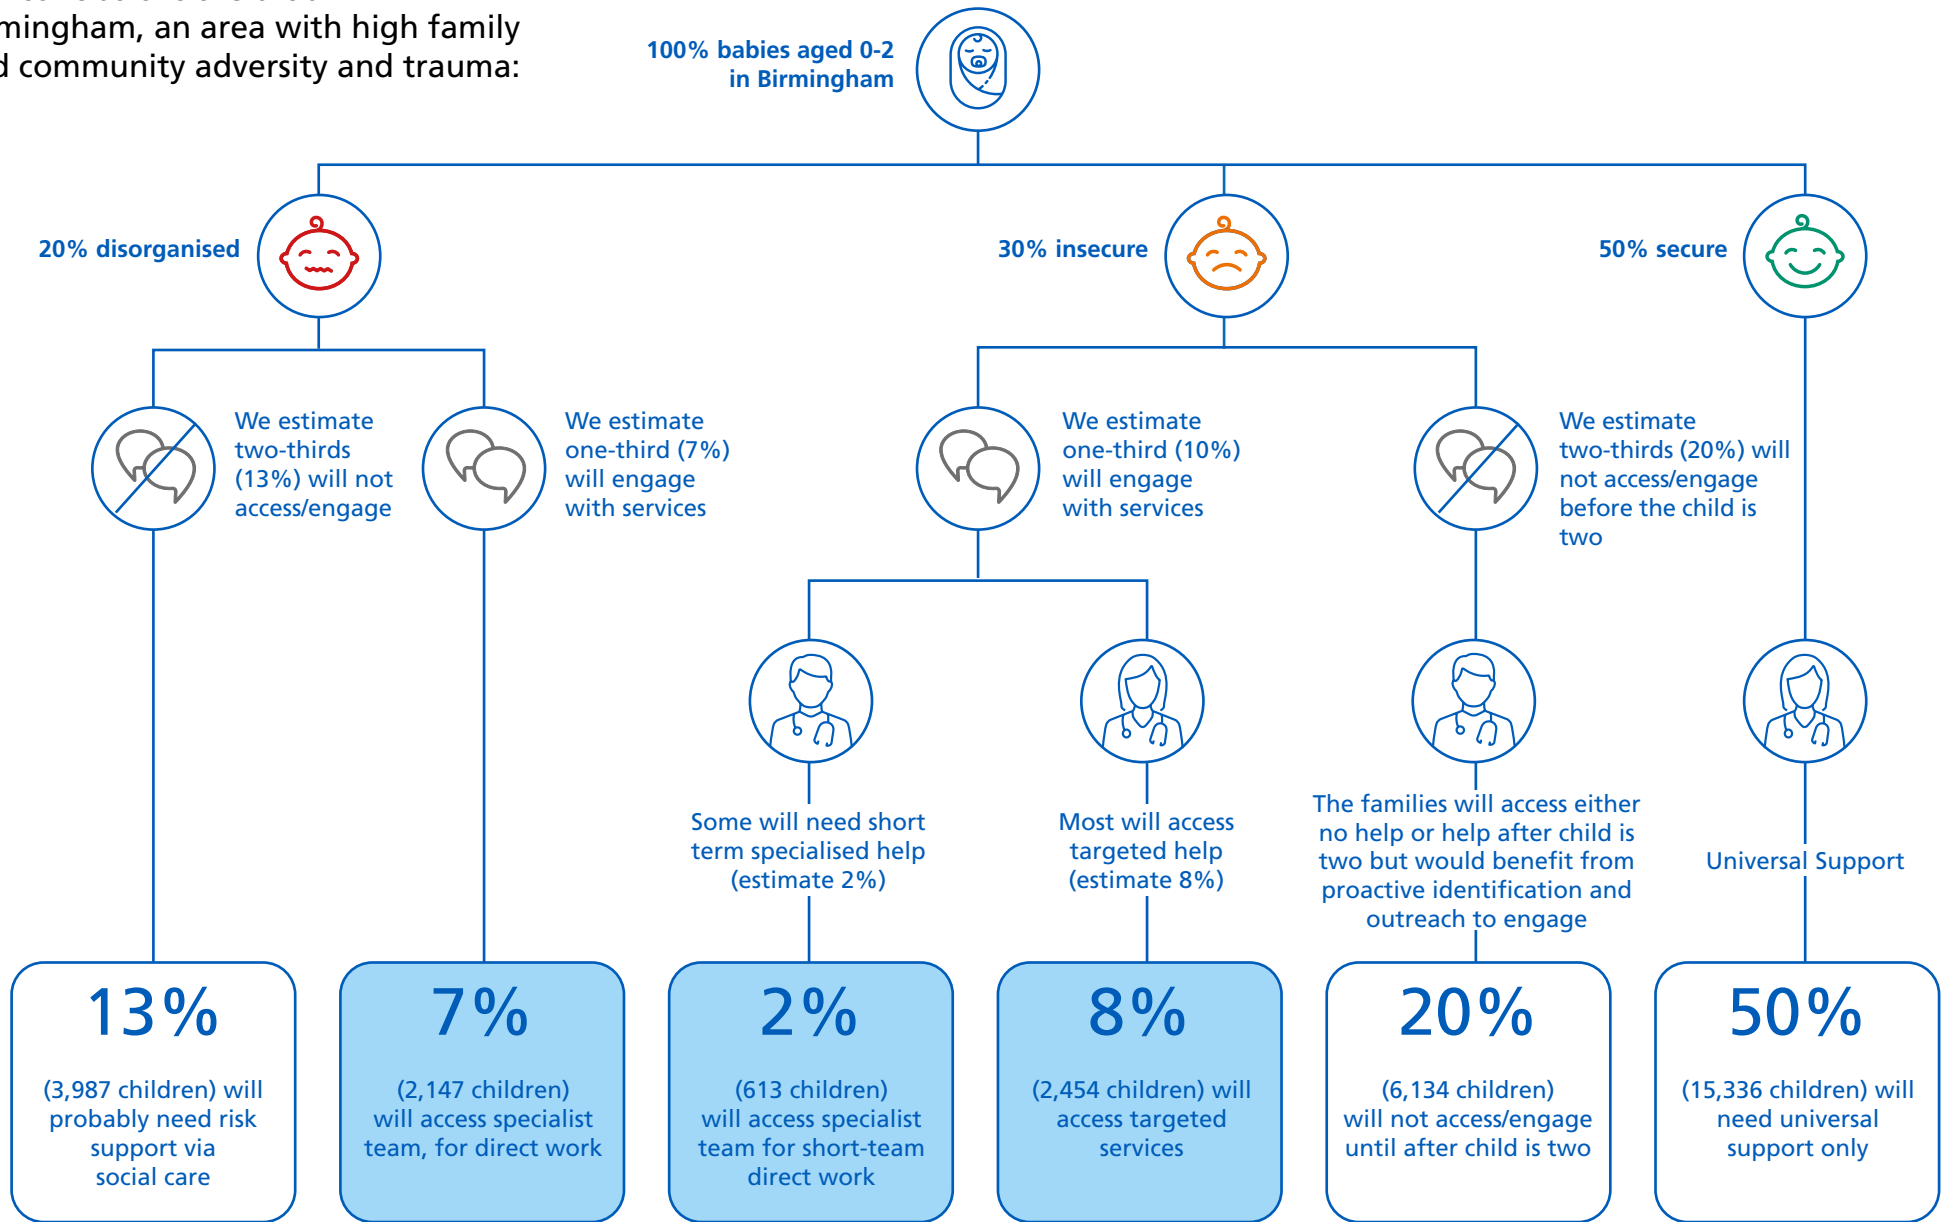 mingham, an area with high family
d community adversity and trauma:
100% babies aged 0-2
in Birmingham
20% disorganised
30% insecure
50% secure
We estimate
two-thirds
(13%) will not
access/engage
We estimate
one-third (7%)
will engage
with services
We estimate
one-third (10%)
will engage
with services
We estimate
two-thirds (20%) will
not access/engage
before the child is
two
Some will need short
term specialised help
(estimate 2%)
Most will access
targeted help
(estimate 8%)
The families will access either
no help or help after child is
two but would benefit from
proactive identification and
outreach to engage
Universal Support
13%
(3,987 children) will
probably need risk
support via
social care
7%
(2,147 children)
will access specialist
team, for direct work
2%
(613 children)
will access specialist
team for short-team
direct work
8%
(2,454 children) will
access targeted
services
20%
(6,134 children)
will not access/engage
until after child is two
50%
(15,336 children) will
need universal
support only